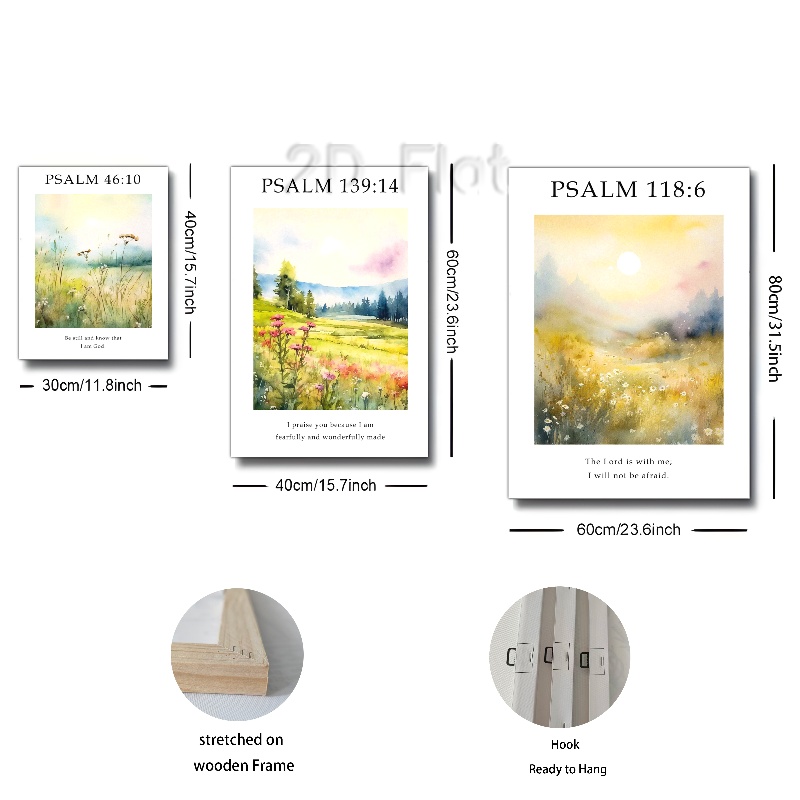 2D Flat
PSALM 46:10
Be still and know that
I am God
40cm/15.7inch
30cm/11.8inch
PSALM 139:14
I praise you because I am
fearfully and wonderfully made
60cm/23.6inch
40cm/15.7inch
PSALM 118:6
The Lord is with me,
I will not be afraid.
80cm/31.5inch
60cm/23.6inch
stretched on
wooden Frame
Hook
Ready to Hang